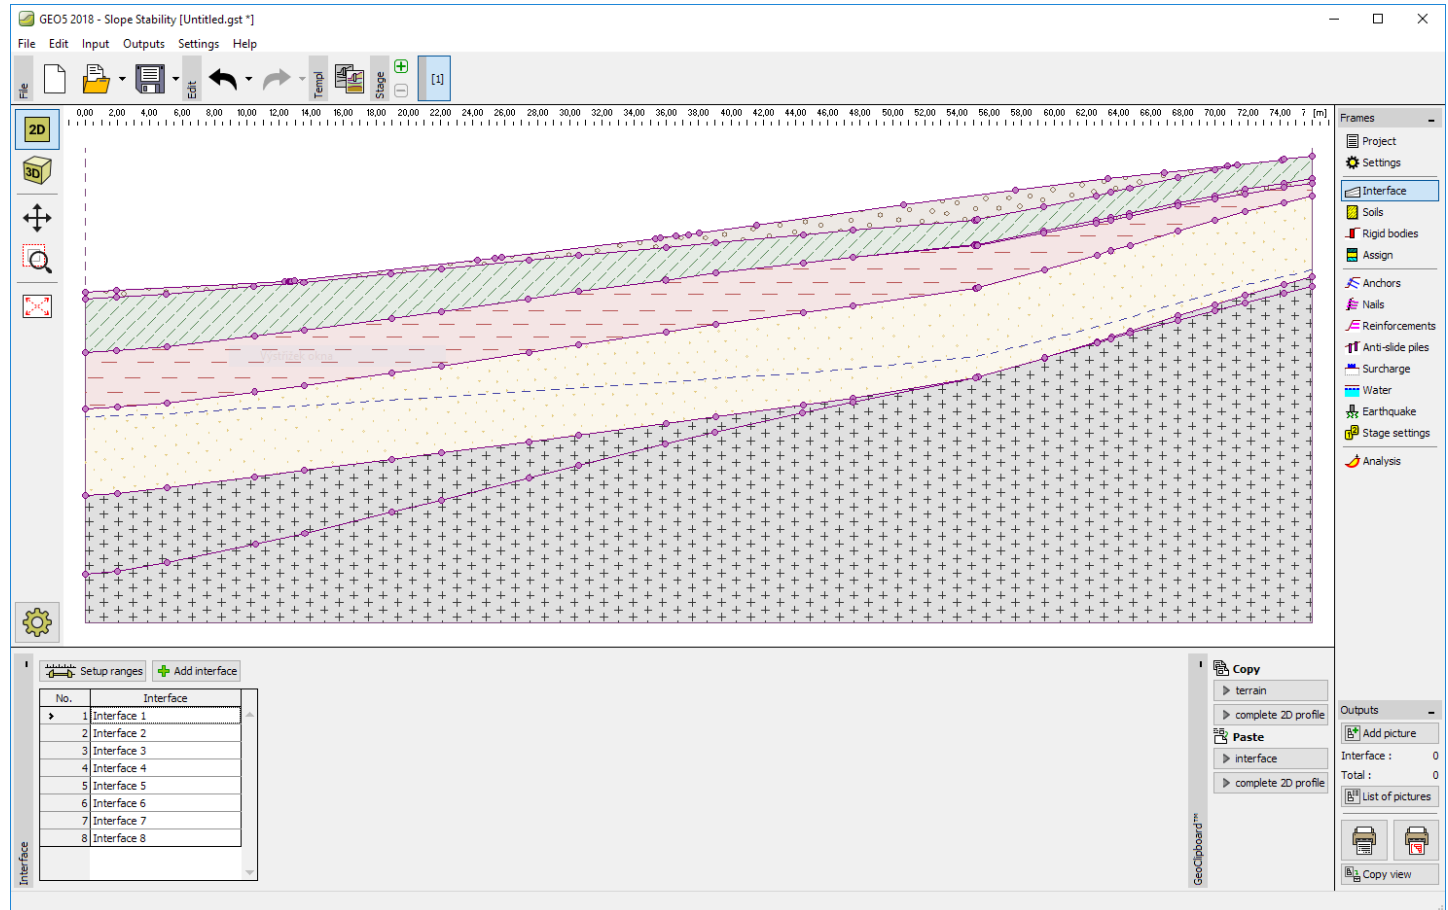 GEO5 2018 - Slope Stability [Untitled.gst *]
File Edit Input Outputs Settings Help
File
Edit
Templ
Stage
[1]
0,00 2,00 4,00 6,00 8,00 10,00 12,00 14,00 16,00 18,00 20,00 22,00 24,00 26,00 28,00 30,00 32,00 34,00 36,00 38,00 40,00 42,00 44,00 46,00 48,00 50,00 52,00 54,00 56,00 58,00 60,00 62,00 64,00 66,00 68,00 70,00 72,00 74,00 7 [m]
2D
3D
Výstřižek okna
Frames
Project
Settings
Interface
Soils
Rigid bodies
Assign
Anchors
Nails
Reinforcements
Anti-slide piles
Surcharge
Water
Earthquake
Stage settings
Analysis
Interface
Setup ranges
Add interface
No. Interface
1 Interface 1
2 Interface 2
3 Interface 3
4 Interface 4
5 Interface 5
6 Interface 6
7 Interface 7
8 Interface 8
GeoClipboard™
Copy
terrain
complete 2D profile
Paste
interface
complete 2D profile
Outputs
Add picture
Interface : 0
Total : 0
List of pictures
Copy view